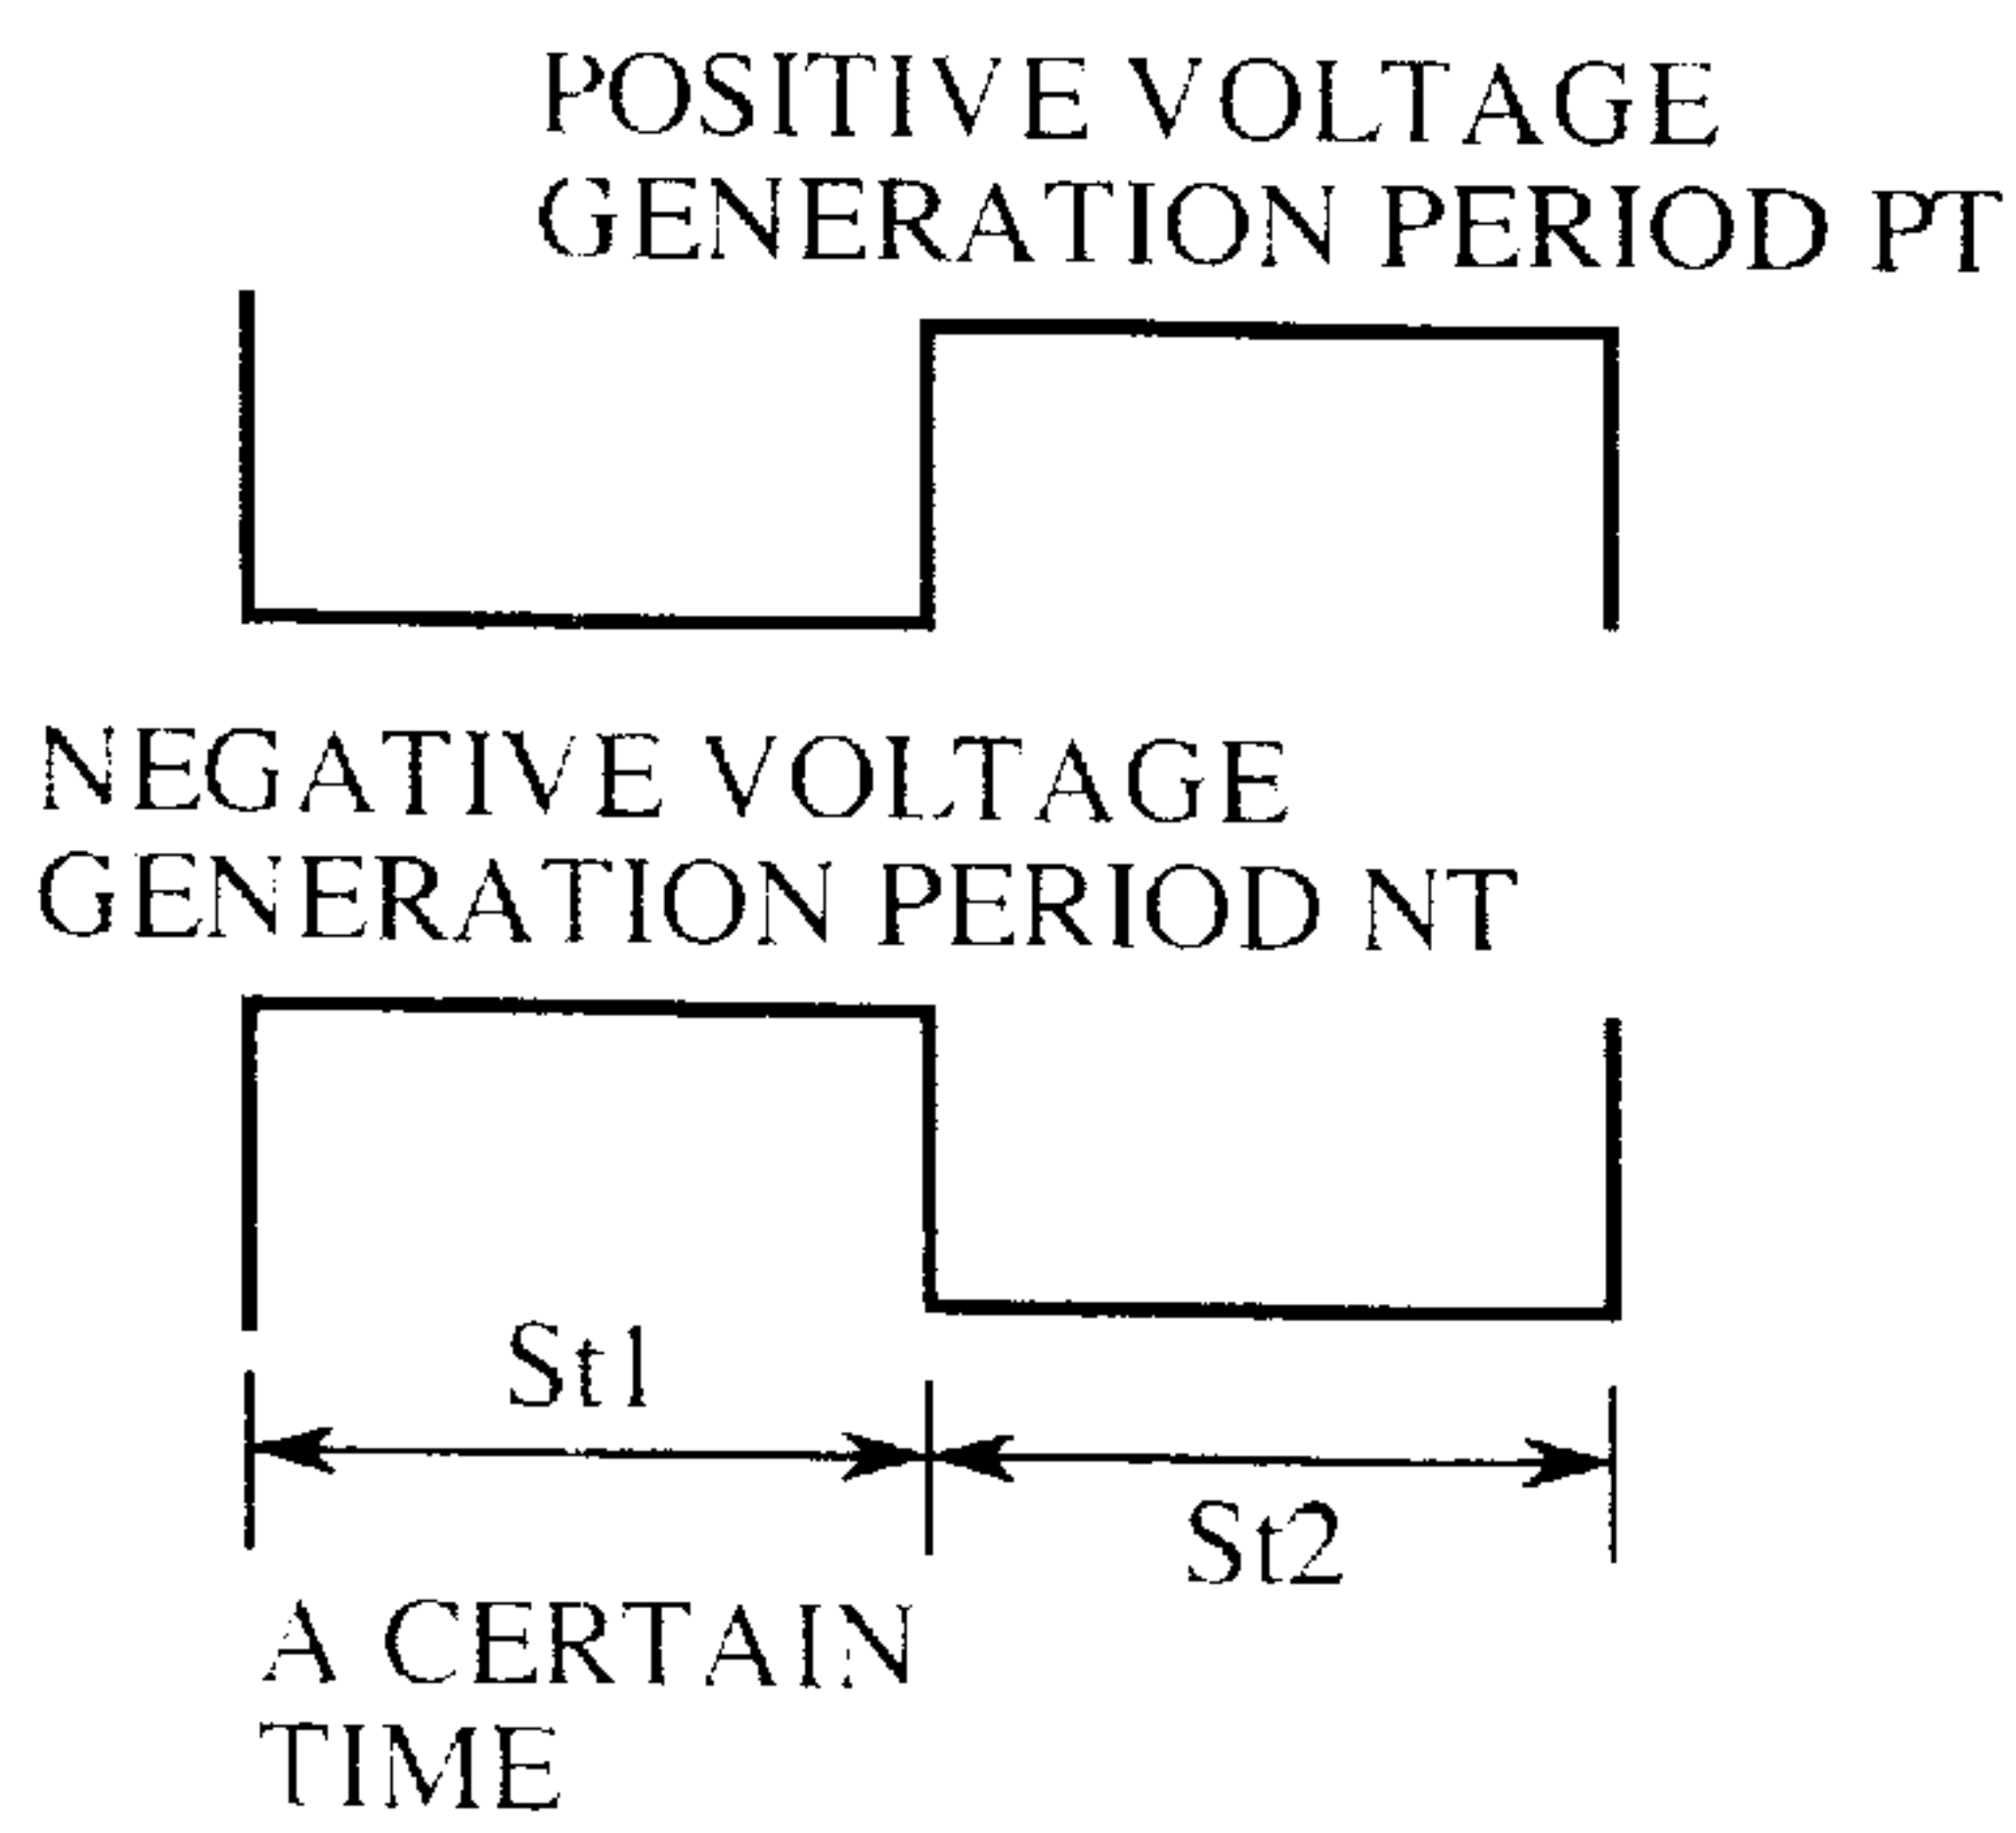 POSITIVE VOLTAGE
GENERATION PERIOD PT
NEGATIVE VOLTAGE
GENERATION PERIOD NT
St1
St2
A CERTAIN
TIME